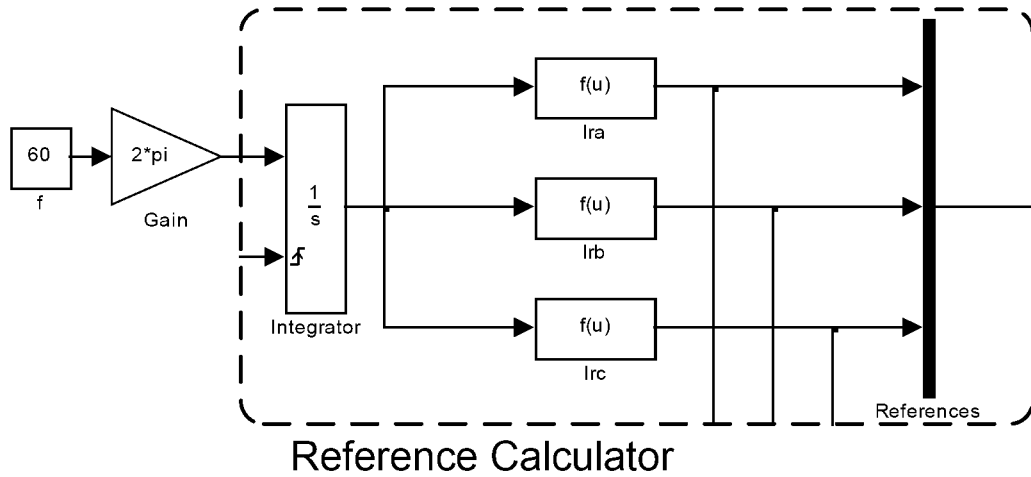 60
f
2*pi
Gain
1
s
Integrator
f(u)
Ira
f(u)
Irb
f(u)
Irc
References
Reference Calculator